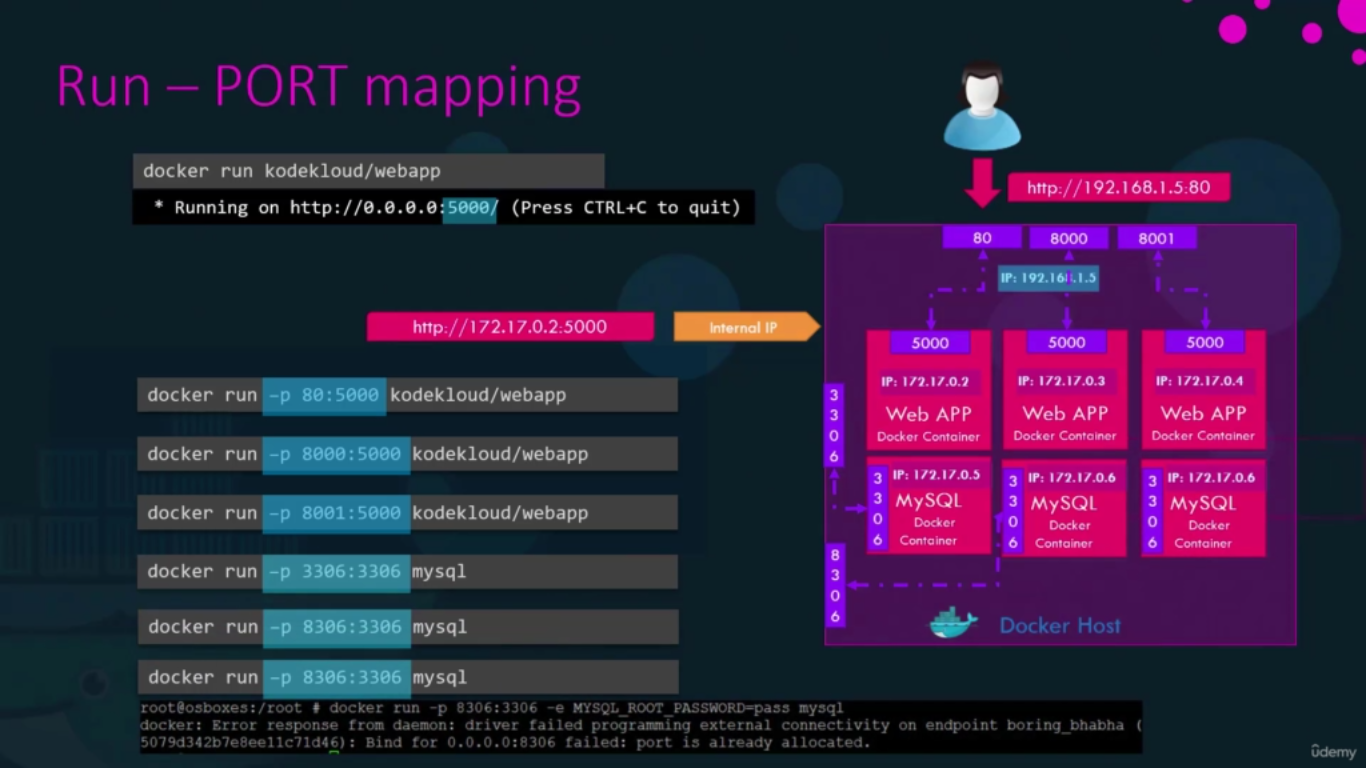 Run – PORT mapping
docker run kodekloud/webapp
* Running on http://0.0.0.0:5000/ (Press CTRL+C to quit)
http://192.168.1.5:80
80
8000
8001
IP: 192.168.1.5
http://172.17.0.2:5000
Internal IP
5000
5000
5000
IP: 172.17.0.2
IP: 172.17.0.3
IP: 172.17.0.4
Web APP
Web APP
Web APP
Docker Container
Docker Container
Docker Container
3306
8306
3306
IP: 172.17.0.5
MySQL
Docker
Container
3306
IP: 172.17.0.6
MySQL
Docker
Container
3306
IP: 172.17.0.6
MySQL
Docker
Container
Docker Host
docker run -p 80:5000 kodekloud/webapp
docker run -p 8000:5000 kodekloud/webapp
docker run -p 8001:5000 kodekloud/webapp
docker run -p 3306:3306 mysql
docker run -p 8306:3306 mysql
docker run -p 8306:3306 mysql
root@osboxes:/root # docker run -p 8306:3306 -e MYSQL_ROOT_PASSWORD=pass mysql
docker: Error response from daemon: driver failed programming external connectivity on endpoint boring_bhabha (
5079d342b7e8ee11c71d46): Bind for 0.0.0.0:8306 failed: port is already allocated.
ûdemy